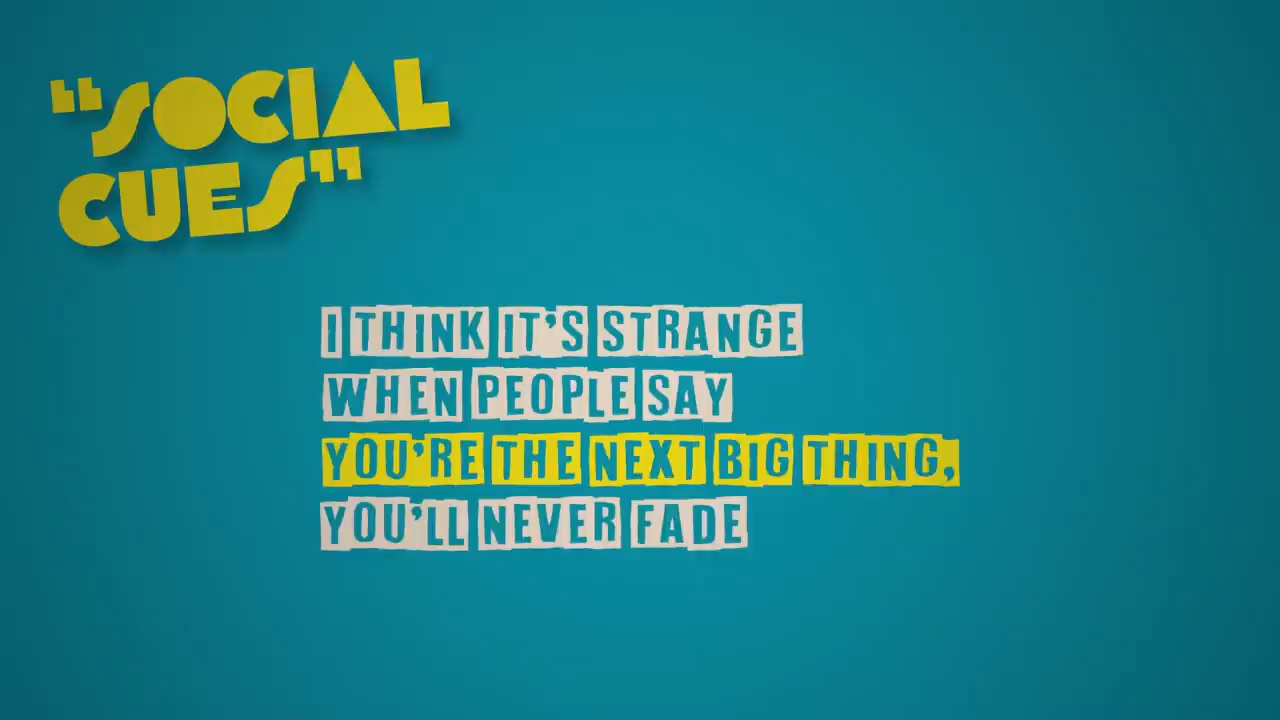 "SOCIAL
CUES"
I THINK IT'S STRANGE
WHEN PEOPLE SAY
YOU'RE THE NEXT BIG THING,
YOU'LL NEVER FADE